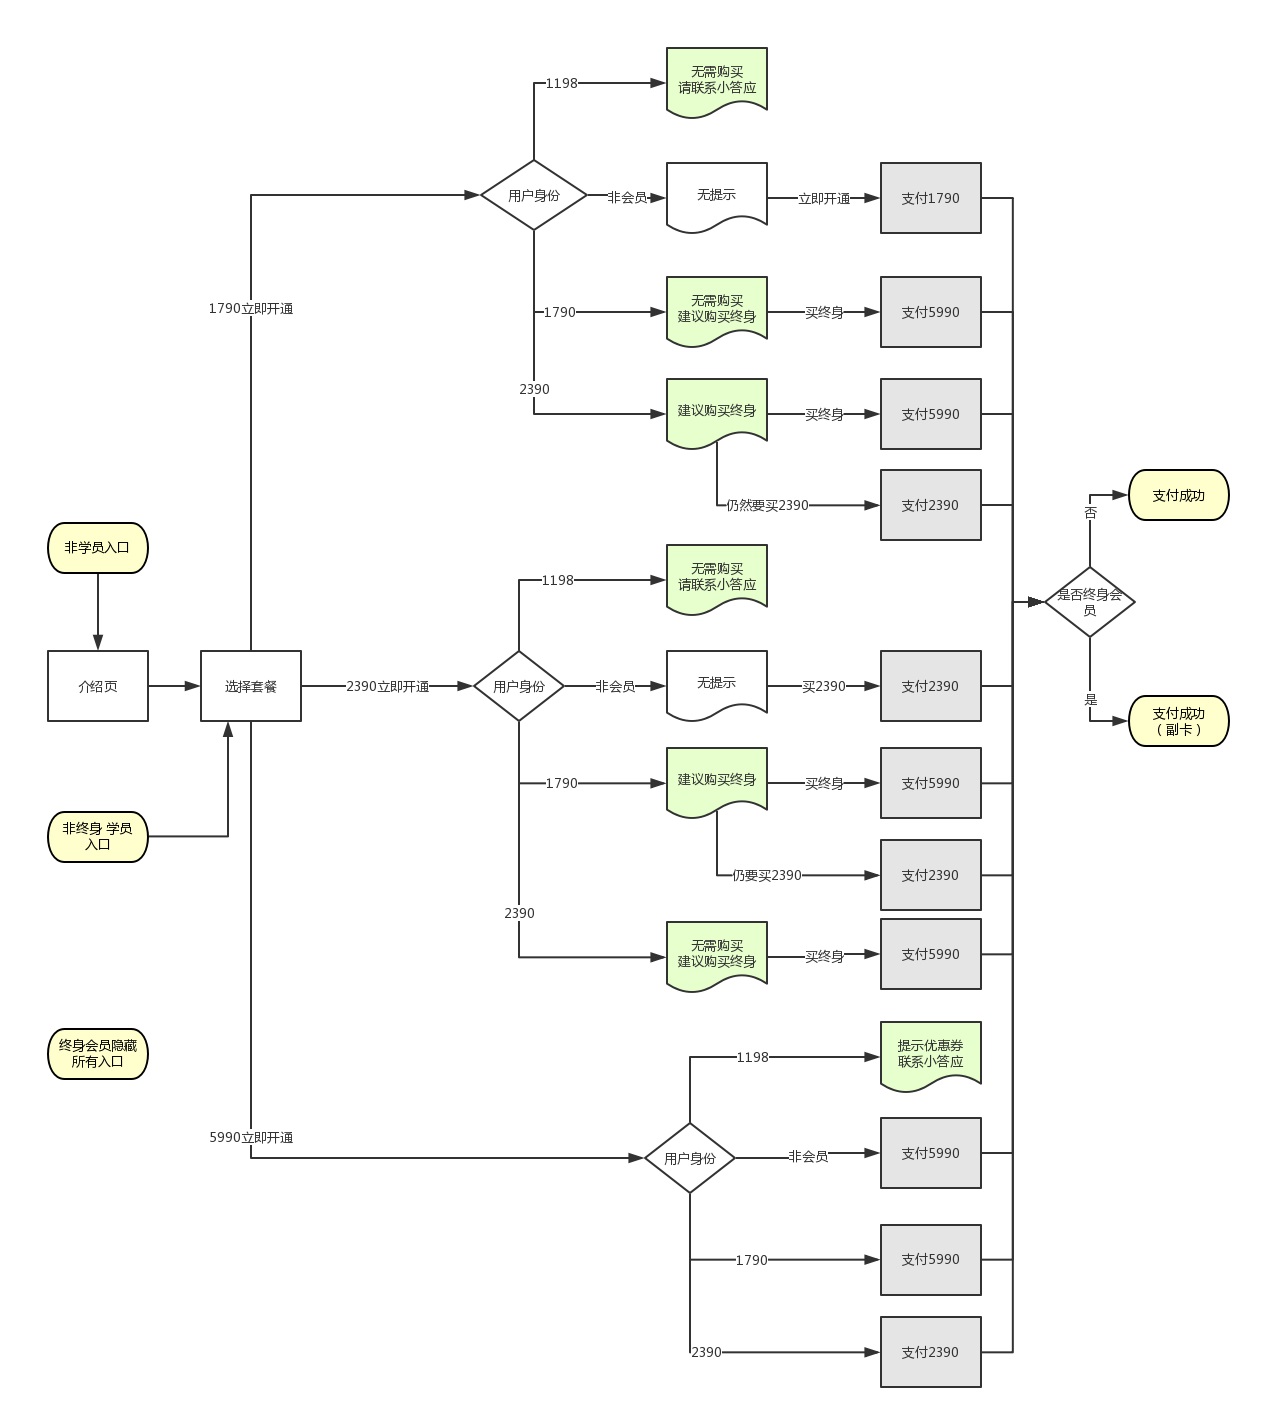 1198
无需购买
请联系小答应
用户身份
非会员
无提示
立即开通
支付1790
1790立即开通
1790
无需购买
建议购买终身
买终身
支付5990
2390
建议购买终身
买终身
支付5990
仍然要买2390
支付2390
支付成功
否
非学员入口
1198
无需购买
请联系小答应
是否终身会
员
介绍页
选择套餐
2390立即开通
用户身份
非会员
无提示
买2390
支付2390
是
支付成功
（副卡）
1790
建议购买终身
买终身
支付5990
非终身 学员
入口
仍要买2390
支付2390
2390
无需购买
建议购买终身
买终身
支付5990
终身会员隐藏
所有入口
1198
提示优惠券
联系小答应
5990立即开通
用户身份
非会员
支付5990
1790
支付5990
2390
支付2390